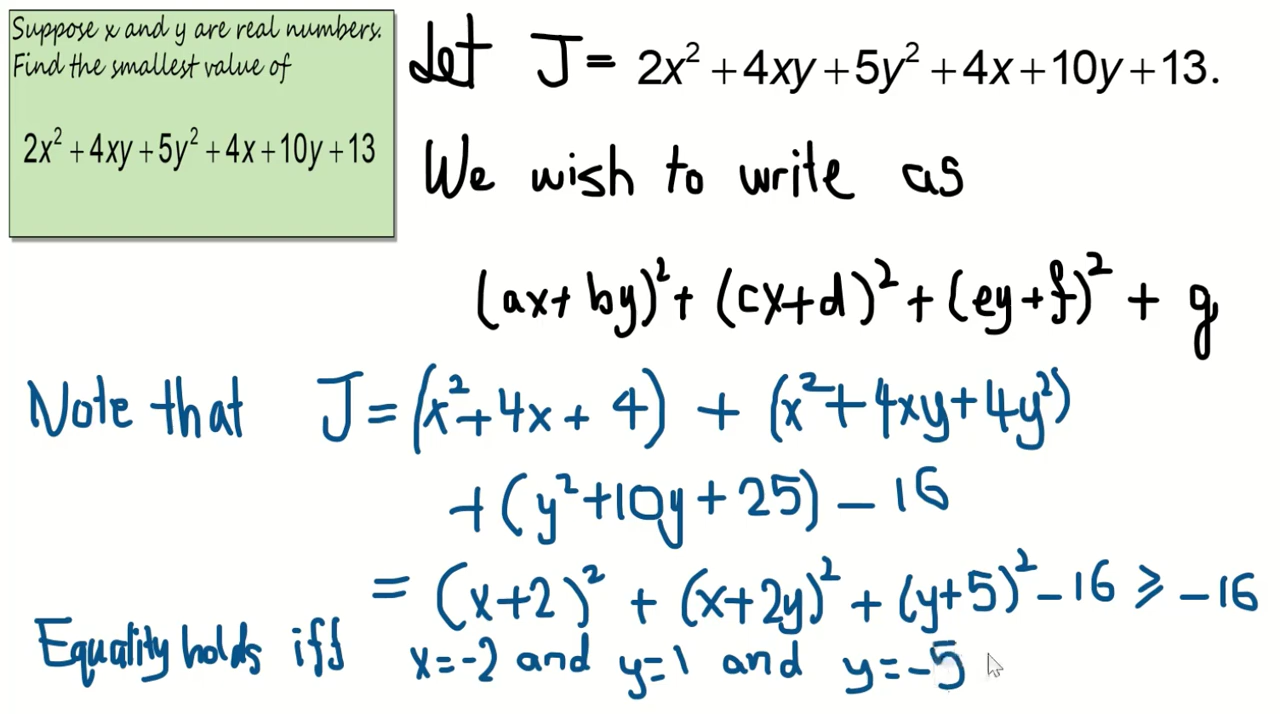 Suppose x and y are real numbers.
Find the smallest value of
2x² + 4xy + 5y² + 4x + 10y + 13
Let J = 2x² + 4xy + 5y² + 4x + 10y + 13.
We wish to write as
(ax + by)² + (cx + d)² + (ey + f)² + g
Note that J = (x² + 4x + 4) + (x² + 4xy + 4y²)
+ (y² + 10y + 25) − 16
= (x + 2)² + (x + 2y)² + (y + 5)² − 16 ⩾ −16
Equality holds iff x = −2 and y = 1 and y = −5